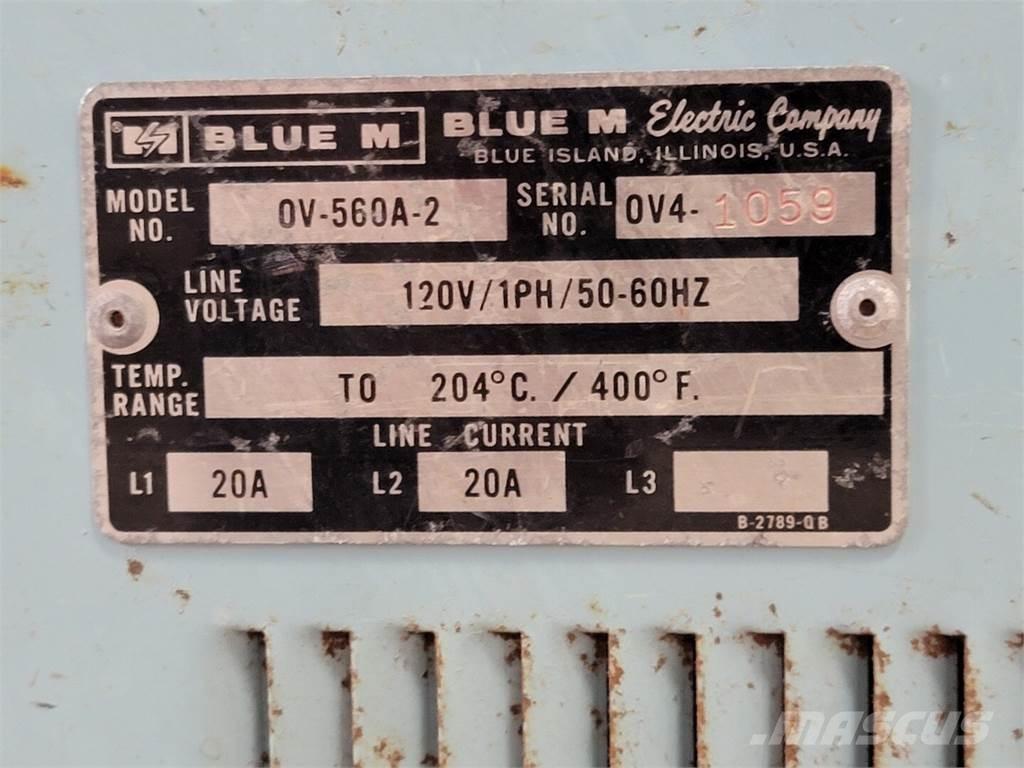 BLUE M BLUE M Electric Company
BLUE ISLAND, ILLINOIS, U.S.A.
MODEL NO. OV-560A-2 SERIAL NO. OV4-1059
LINE VOLTAGE 120V/1PH/50-60HZ
TEMP. RANGE TO 204°C. / 400°F.
LINE CURRENT
L1 20A L2 20A L3
B-2789-QB
MASCUS